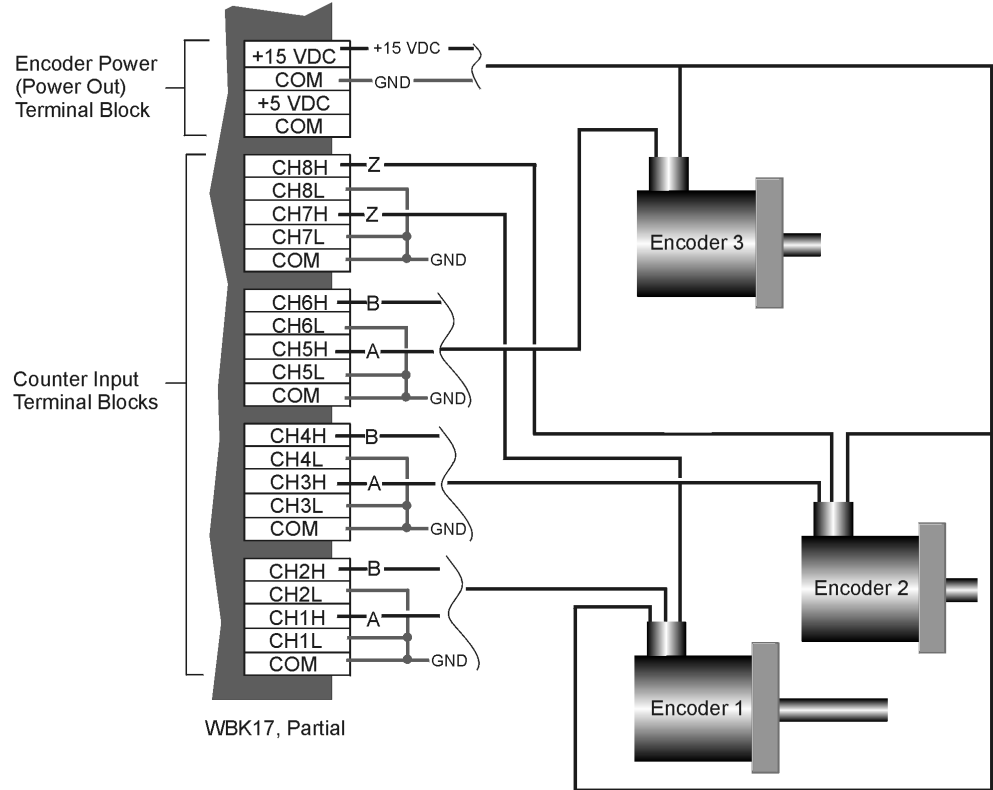 Encoder Power
(Power Out)
Terminal Block
+15 VDC
COM
+5 VDC
COM
+15 VDC
GND
CH8H
CH8L
CH7H
CH7L
COM
Z
Z
GND
CH6H
CH6L
CH5H
CH5L
COM
B
A
GND
Counter Input
Terminal Blocks
CH4H
CH4L
CH3H
CH3L
COM
B
A
GND
CH2H
CH2L
CH1H
CH1L
COM
B
A
GND
Encoder 3
Encoder 2
Encoder 1
WBK17, Partial